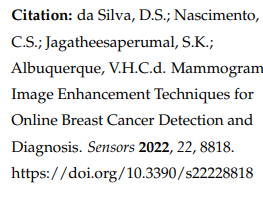 Citation: da Silva, D.S.; Nascimento,
C.S.; Jagatheesaperumal, S.K.;
Albuquerque, V.H.C.d. Mammogram
Image Enhancement Techniques for
Online Breast Cancer Detection and
Diagnosis. Sensors 2022, 22, 8818.
https://doi.org/10.3390/s22228818